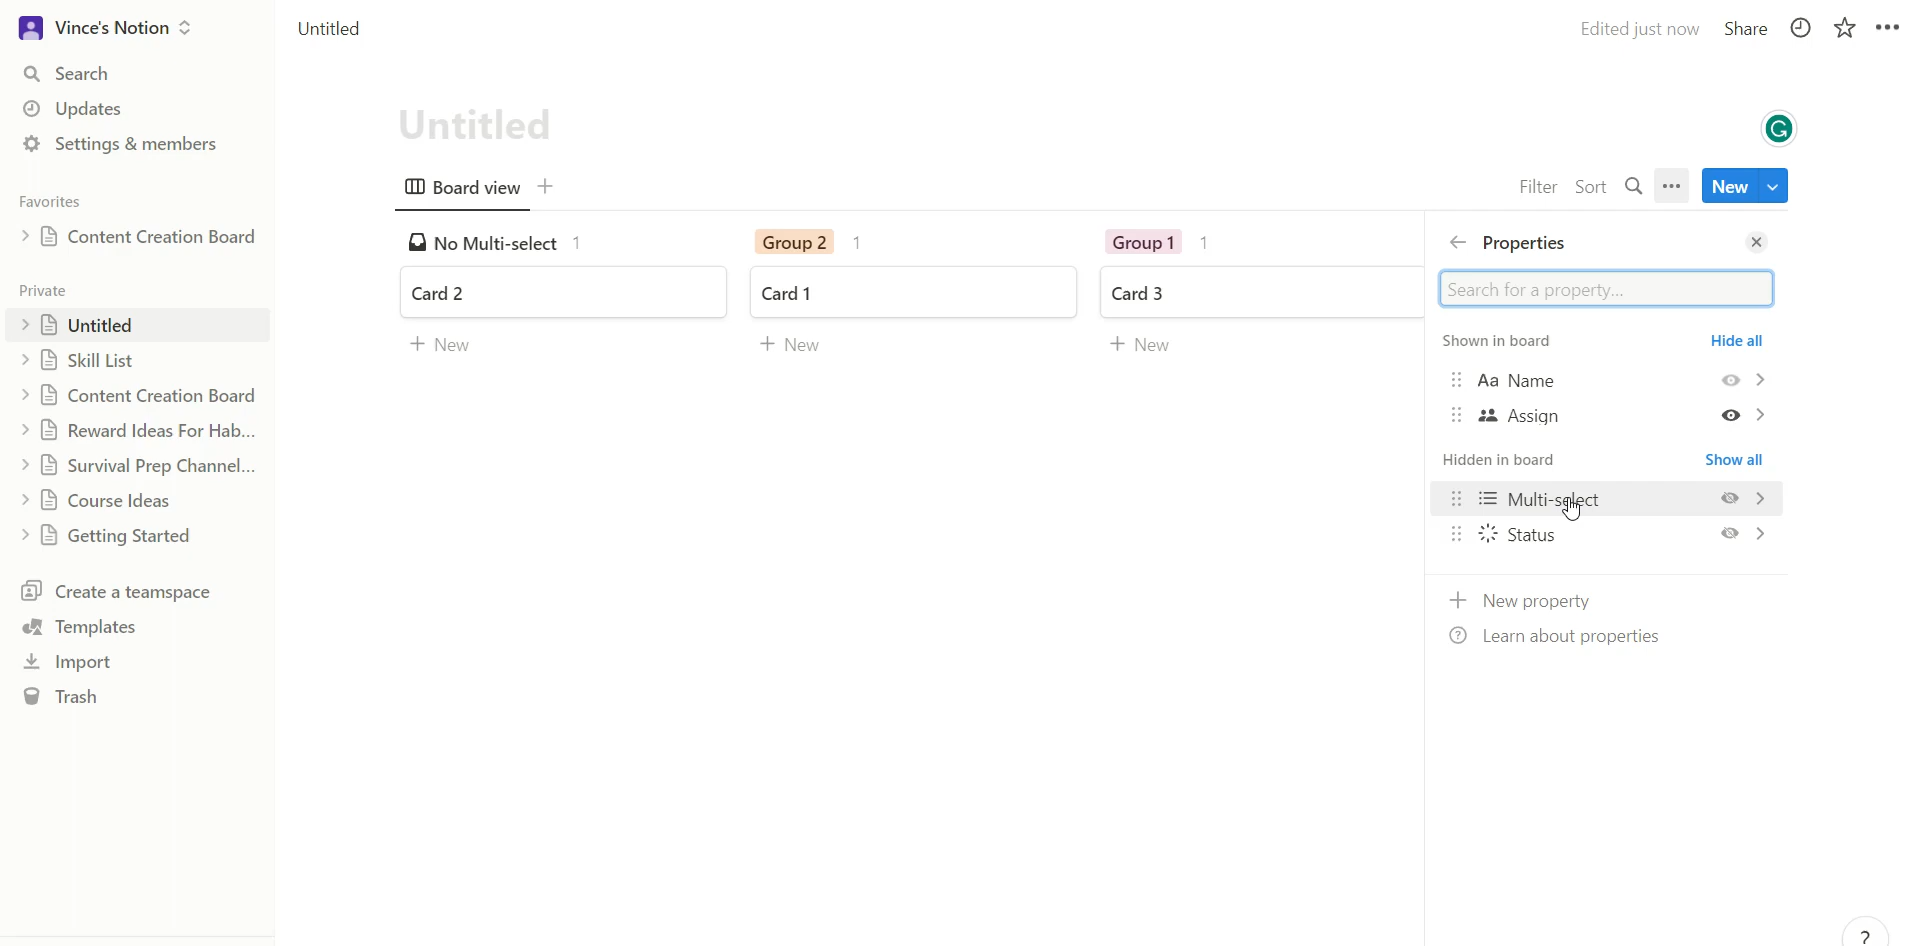 Vince's Notion
Search
Updates
Settings & members
Favorites
Content Creation Board
Private
Untitled
Skill List
Content Creation Board
Reward Ideas For Hab...
Survival Prep Channel...
Course Ideas
Getting Started
Create a teamspace
Templates
Import
Trash
Untitled
Edited just now Share
Untitled
Board view
Filter Sort New
No Multi-select 1
Card 2
New
Group 2 1
Card 1
New
Group 1 1
Card 3
New
Properties
Search for a property...
Shown in board Hide all
Aa Name
Assign
Hidden in board Show all
Multi-select
Status
New property
? Learn about properties
?